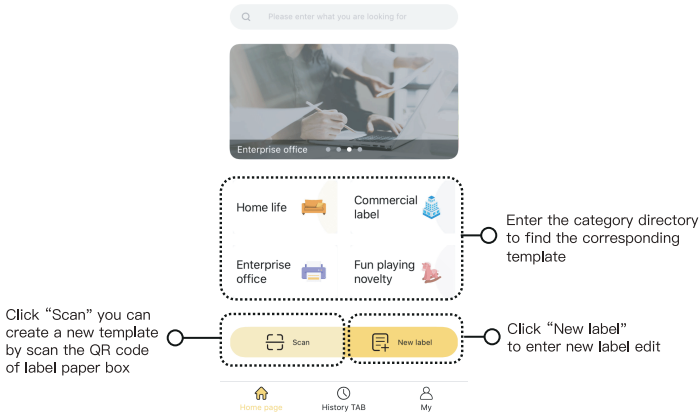 Please enter what you are looking for
Enterprise office
Home life
Commercial
label
Enterprise
office
Fun playing
novelty
Enter the category directory
to find the corresponding
template
Click “Scan” you can
create a new template
by scan the QR code
of label paper box
Scan
New label
Click “New label”
to enter new label edit
Home page
History TAB
My